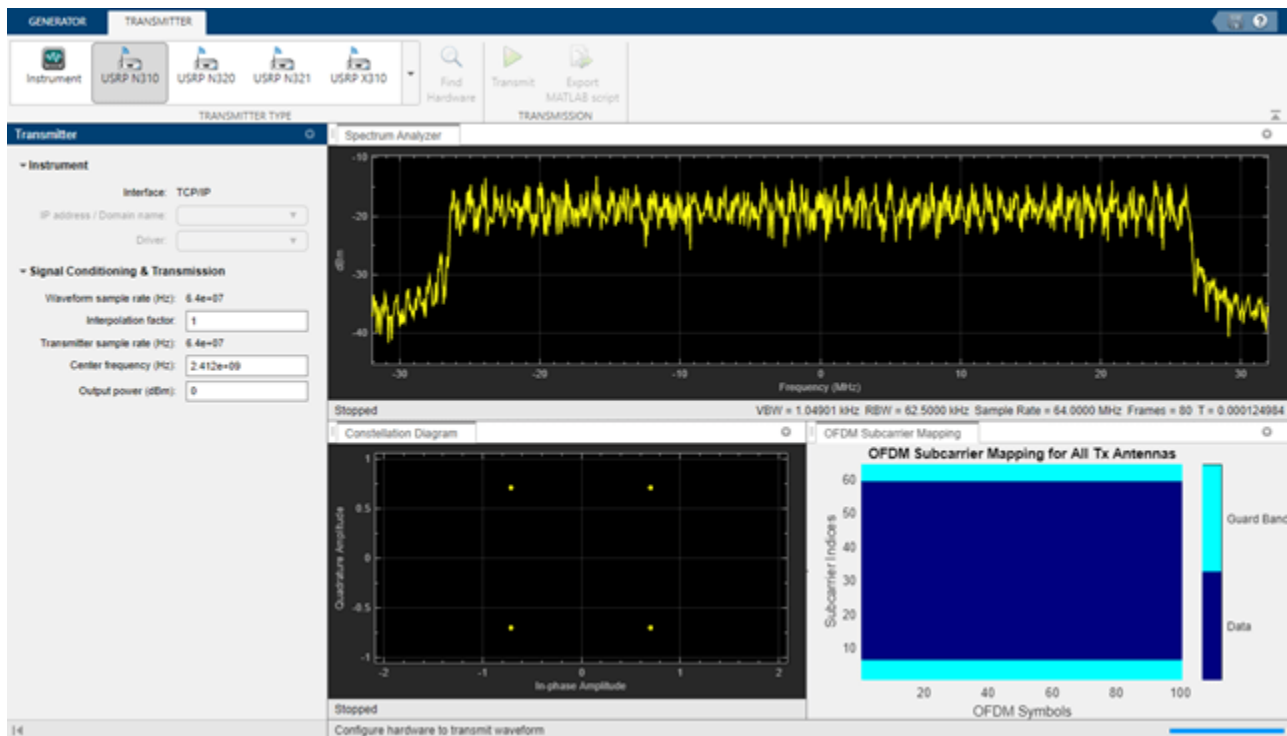 GENERATOR TRANSMITTER
?
Instrument USRP N310 USRP N320 USRP N321 USRP X310 Find Hardware Transmit Export MATLAB script
TRANSMITTER TYPE TRANSMISSION
Transmitter
Instrument
Interface: TCP/IP
IP address / Domain name:
Driver:
Signal Conditioning & Transmission
Waveform sample rate (Hz): 6.4e+07
Interpolation factor: 1
Transmitter sample rate (Hz): 6.4e+07
Center frequency (Hz): 2.412e+09
Output power (dBm): 0
Spectrum Analyzer
-10
-20
-30
-40
dBm
-30 -20 -10 0 10 20 30
Frequency (MHz)
Stopped VBW = 1.04901 kHz RBW = 62.5000 kHz Sample Rate = 64.0000 MHz Frames = 80 T = 0.000124984
Constellation Diagram
1
0.5
0
-0.5
-1
Quadrature Amplitude
-2 -1 0 1 2
In-phase Amplitude
Stopped
OFDM Subcarrier Mapping
OFDM Subcarrier Mapping for All Tx Antennas
60
50
40
30
20
10
Subcarrier Indices
20 40 60 80 100
OFDM Symbols
Guard Band
Data
Configure hardware to transmit waveform